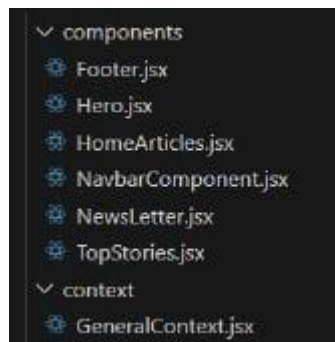 components
Footer.jsx
Hero.jsx
HomeArticles.jsx
NavbarComponent.jsx
NewsLetter.jsx
TopStories.jsx
context
GeneralContext.jsx